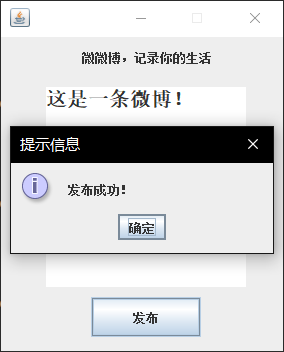 微微博，记录你的生活
这是一条微博！
提示信息
发布成功！
确定
发布